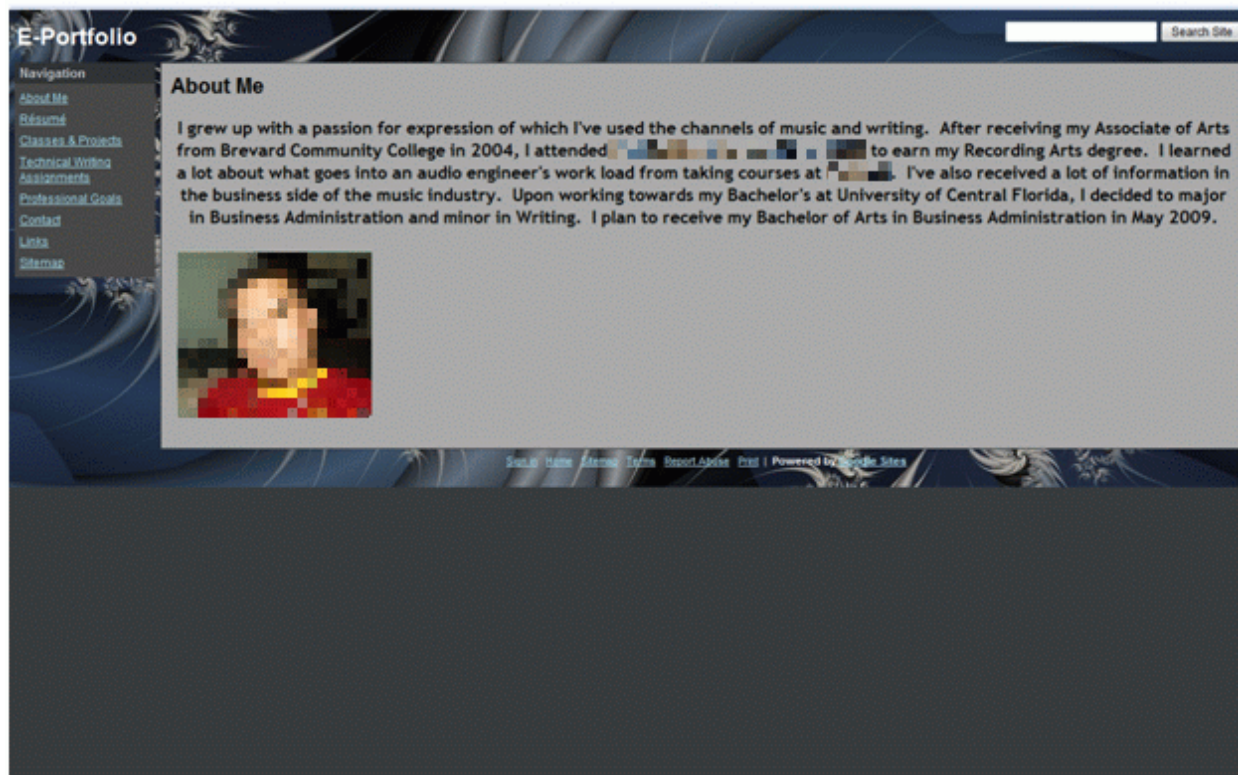 E-Portfolio
Search Site
Navigation
About Me
Résumé
Classes & Projects
Technical Writing
Assignments
Professional Goals
Contact
Links
Sitemap
About Me
I grew up with a passion for expression of which I've used the channels of music and writing. After receiving my Associate of Arts
from Brevard Community College in 2004, I attended to earn my Recording Arts degree. I learned
a lot about what goes into an audio engineer's work load from taking courses at I've also received a lot of information in
the business side of the music industry. Upon working towards my Bachelor's at University of Central Florida, I decided to major
in Business Administration and minor in Writing. I plan to receive my Bachelor of Arts in Business Administration in May 2009.
Sign in Home Sitemap Terms Report Abuse Print | Powered by Google Sites